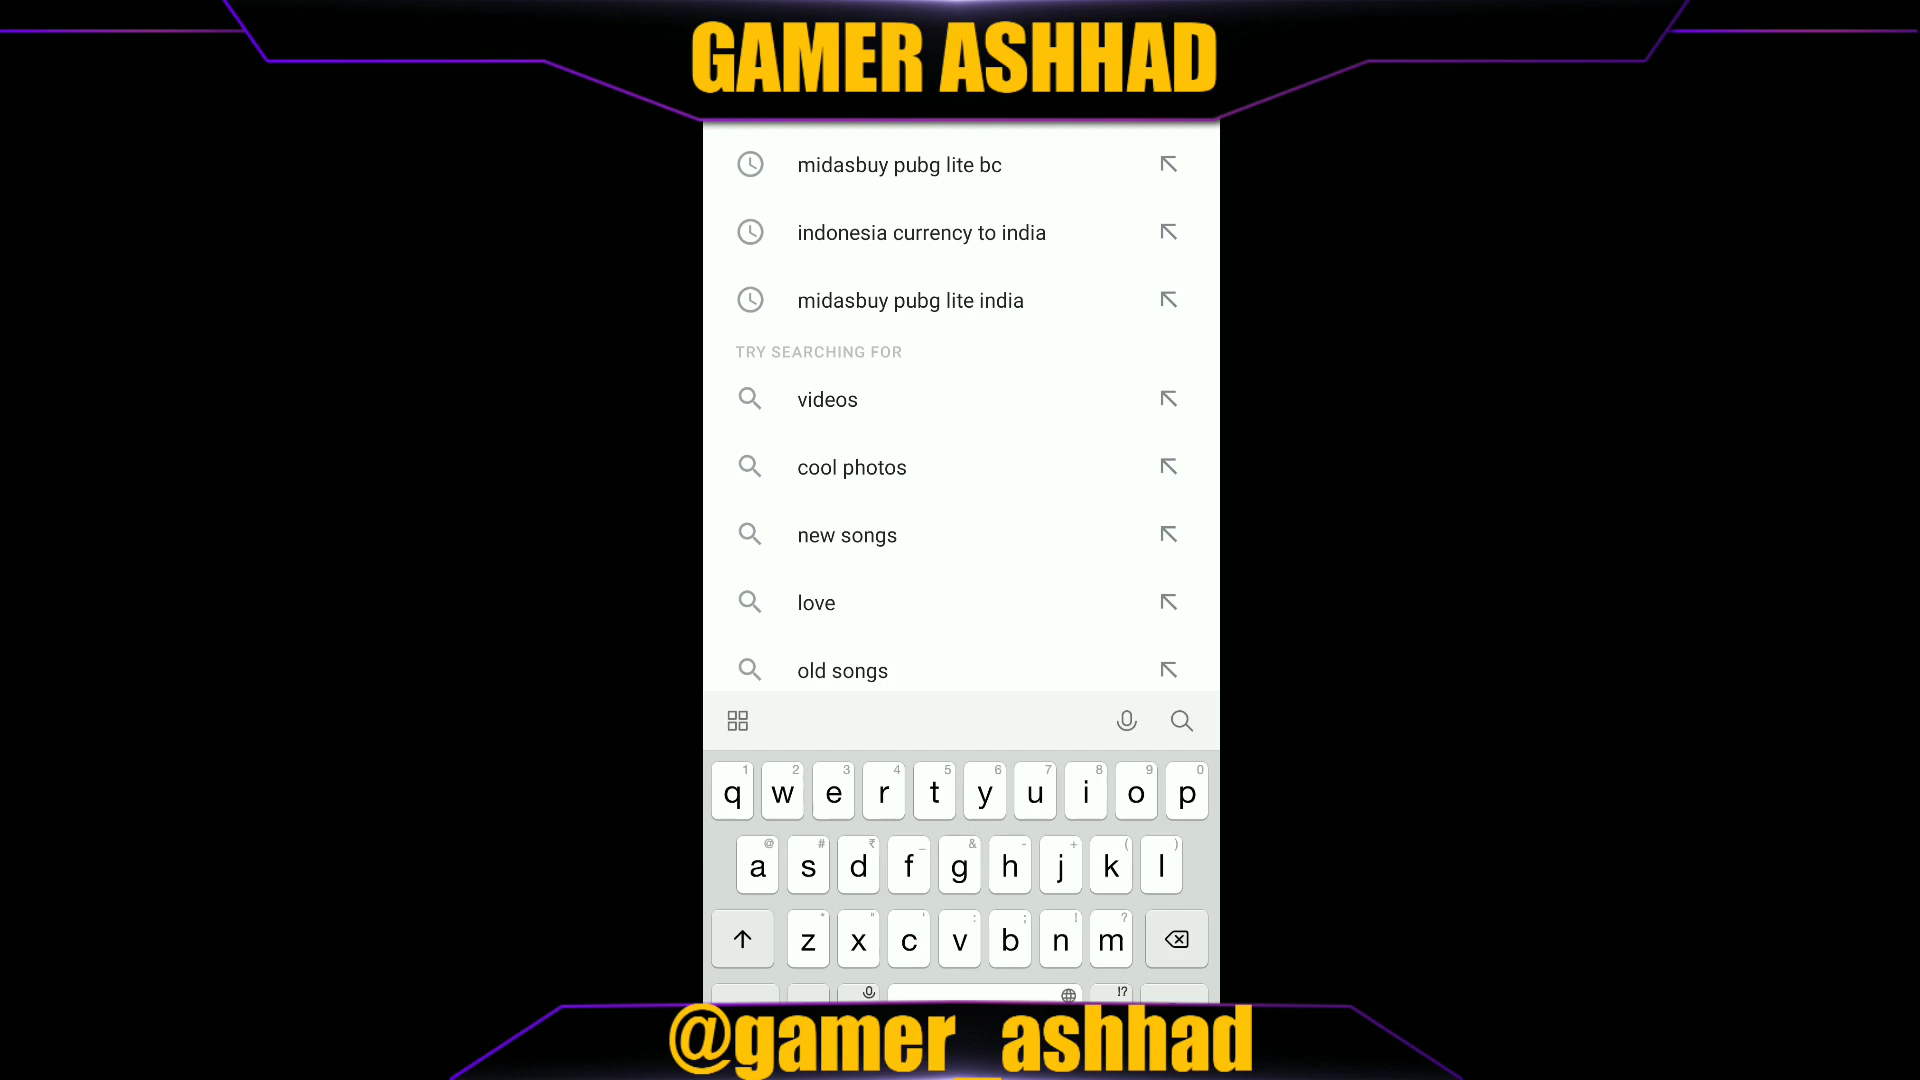 GAMER ASHHAD
midasbuy pubg lite bc
indonesia currency to india
midasbuy pubg lite india
TRY SEARCHING FOR
videos
cool photos
new songs
love
old songs
1 2 3 4 5 6 7 8 9 0
q w e r t y u i o p
@ # ₹ _ & - + ( )
a s d f g h j k l
* " ' : ; ! ?
z x c v b n m
!?
@gamer_ashhad